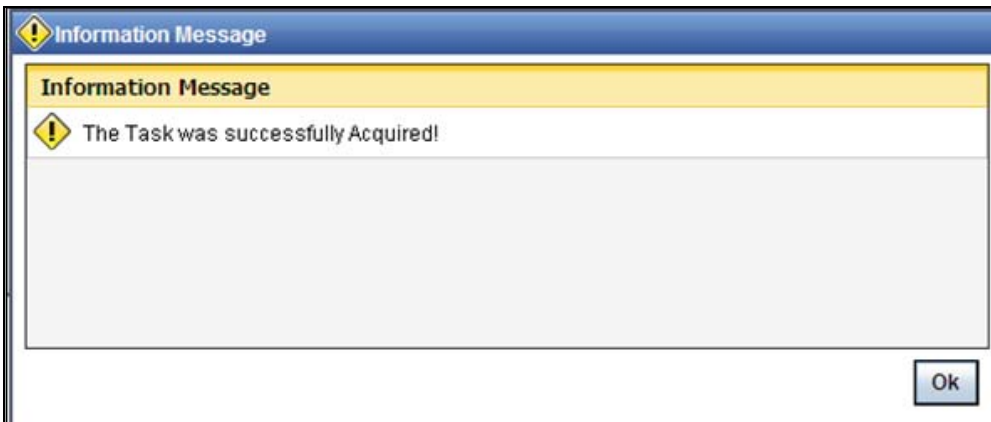 Information Message
Information Message
The Task was successfully Acquired!
Ok